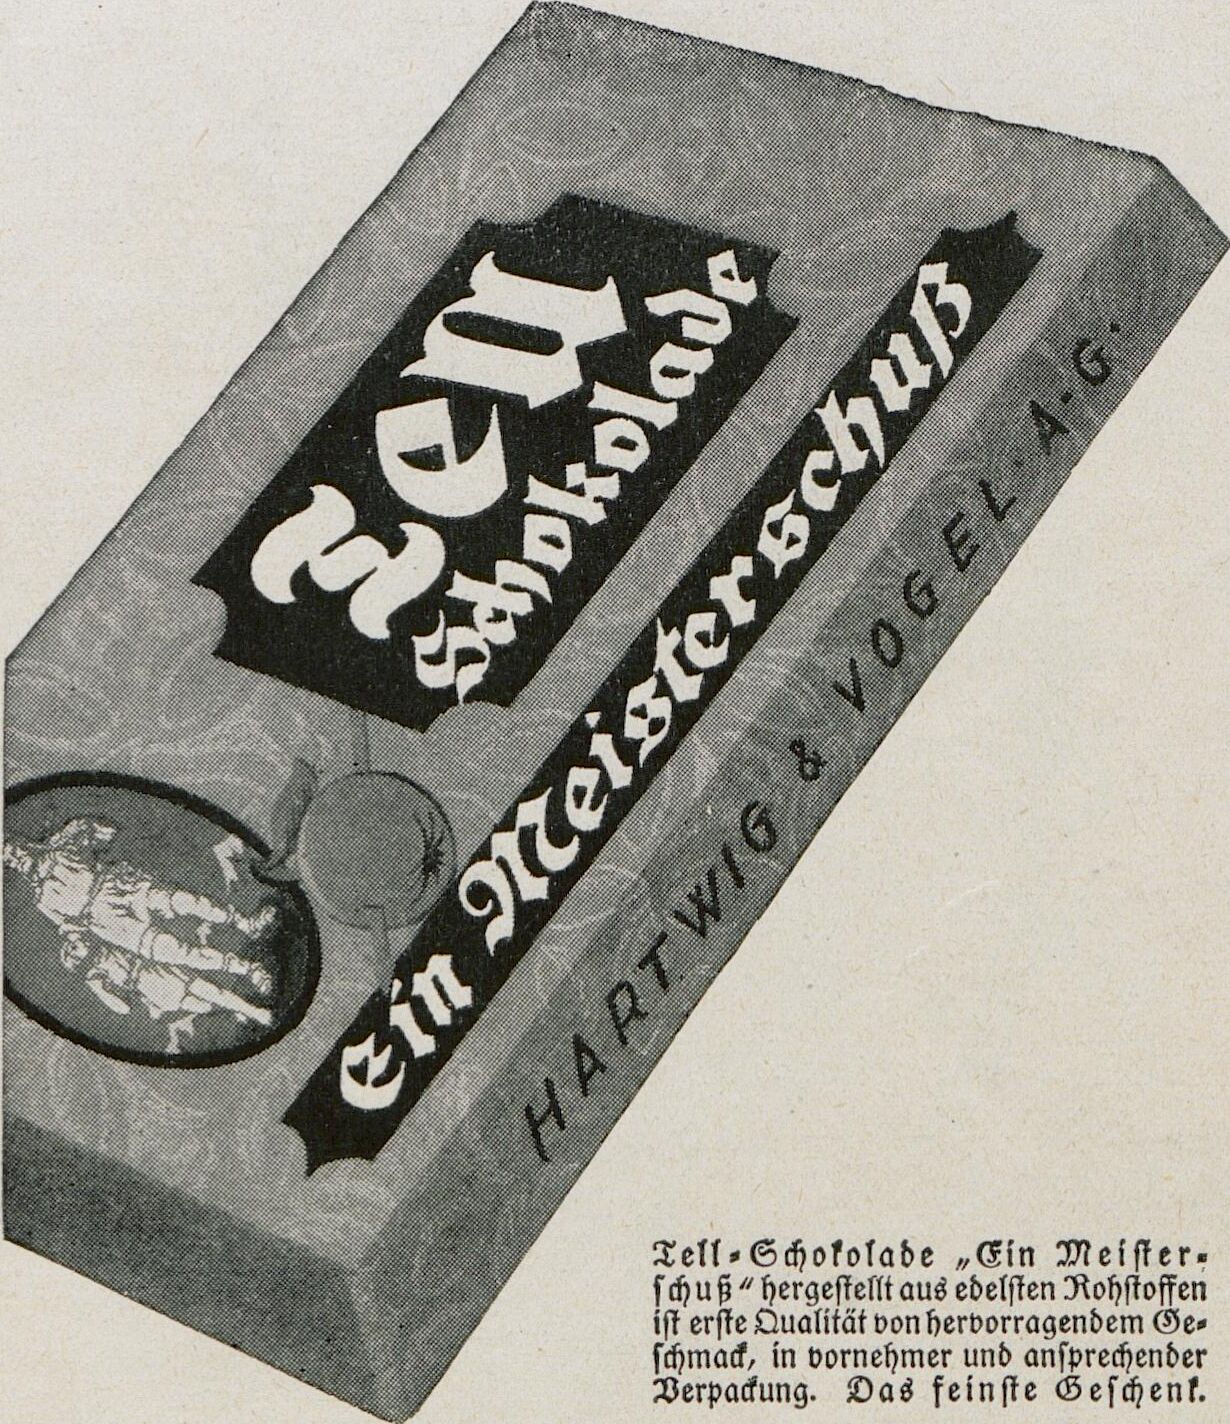 Tell
Schokolade
Ein Meisterschuß
HARTWIG & VOGEL·A-G·
Tell-Schokolade „Ein Meister-
schuß“ hergestellt aus edelsten Rohstoffen
ist erste Qualität von hervorragendem Ge-
schmack, in vornehmer und ansprechender
Verpackung. Das feinste Geschenk.